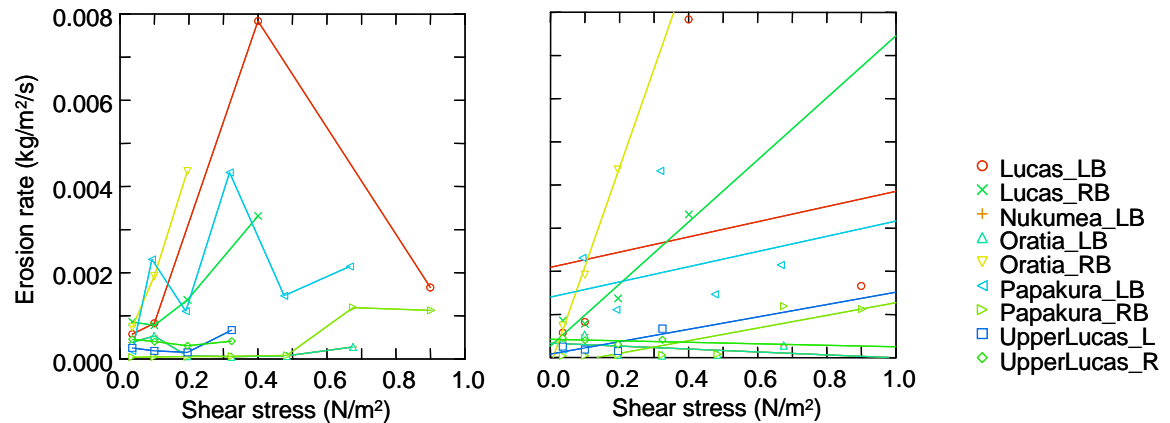 0.008
0.006
0.004
0.002
0.000
Erosion rate (kg/m²/s)
0.0 0.2 0.4 0.6 0.8 1.0
Shear stress (N/m²)
0.0 0.2 0.4 0.6 0.8 1.0
Shear stress (N/m²)
Lucas_LB
Lucas_RB
Nukumea_LB
Oratia_LB
Oratia_RB
Papakura_LB
Papakura_RB
UpperLucas_L
UpperLucas_R